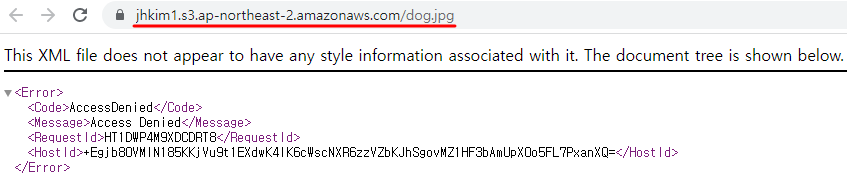 jhkim1.s3.ap-northeast-2.amazonaws.com/dog.jpg
This XML file does not appear to have any style information associated with it. The document tree is shown below.
▼<Error>
<Code>AccessDenied</Code>
<Message>Access Denied</Message>
<RequestId>HT1DWP4M9XDCDRT8</RequestId>
<HostId>+Egjb8OVMlN185KKjVu9t1EXdwK4lK6cWscNXR6zzVZbKJhSgovMZ1HF3bAmUpXOo5FL7PxanXQ=</HostId>
</Error>